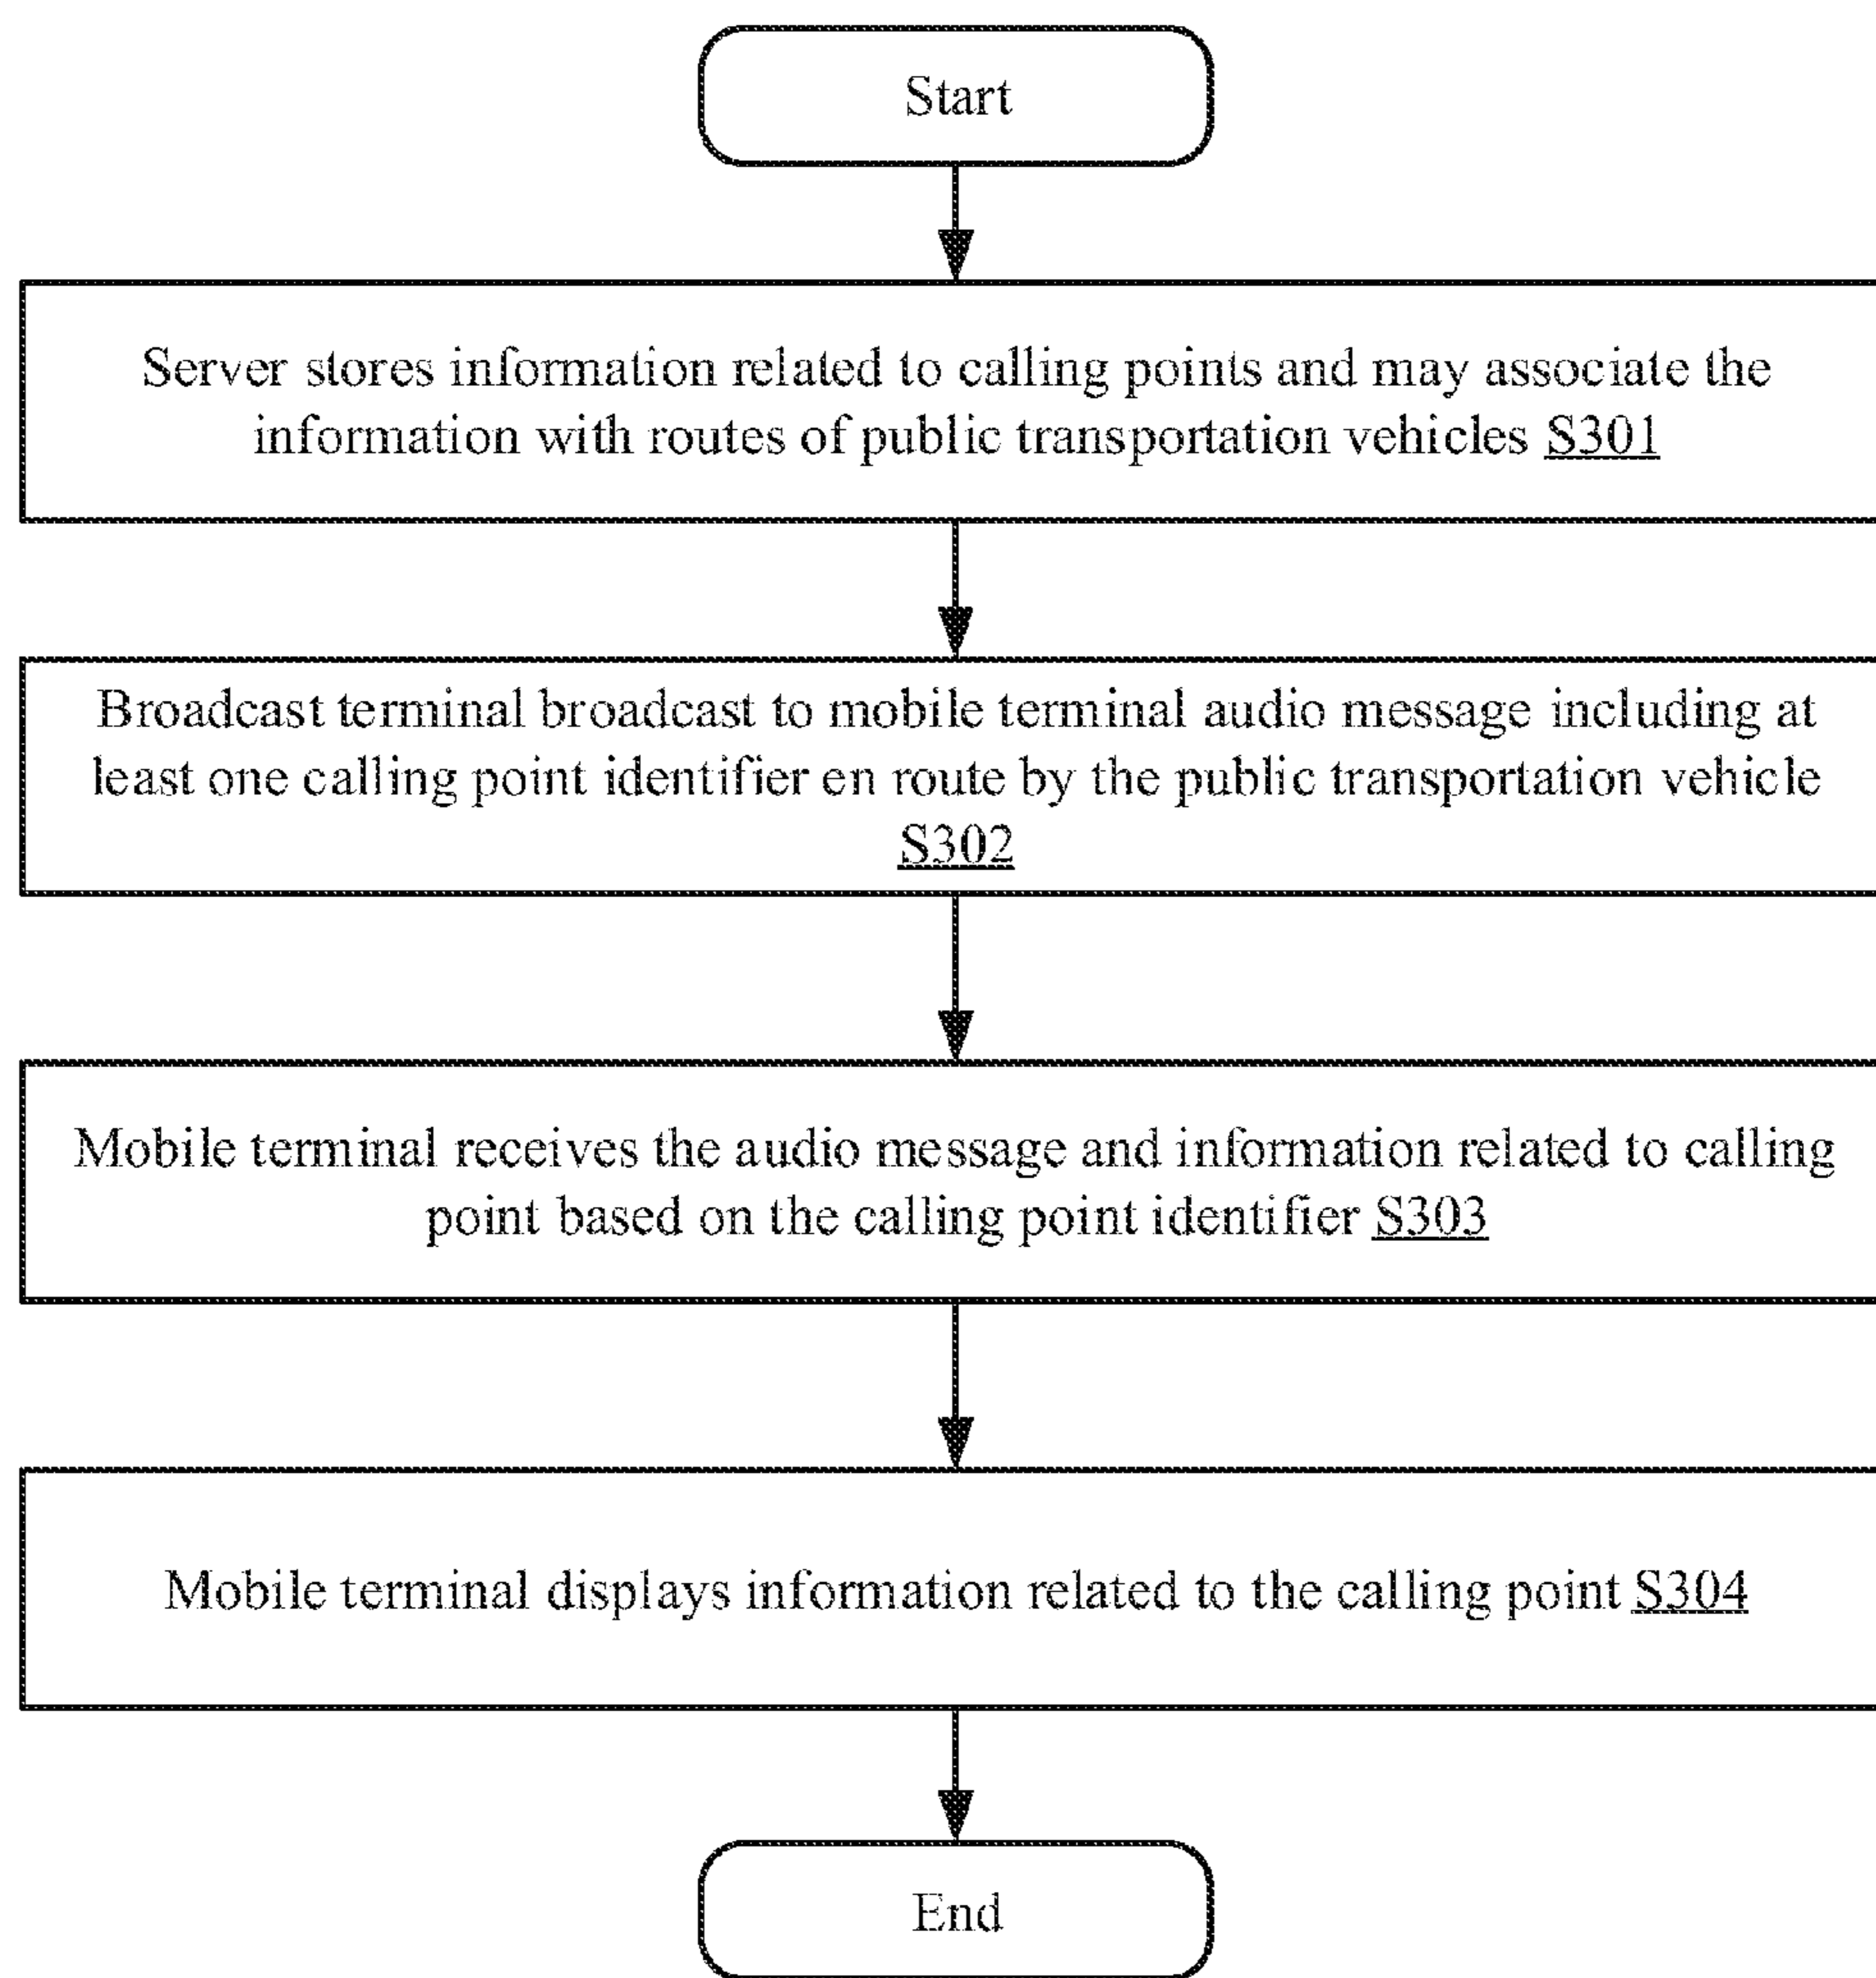 Start
Server stores information related to calling points and may associate the
information with routes of public transportation vehicles S301
Broadcast terminal broadcast to mobile terminal audio message including at
least one calling point identifier en route by the public transportation vehicle
S302
Mobile terminal receives the audio message and information related to calling
point based on the calling point identifier S303
Mobile terminal displays information related to the calling point S304
End